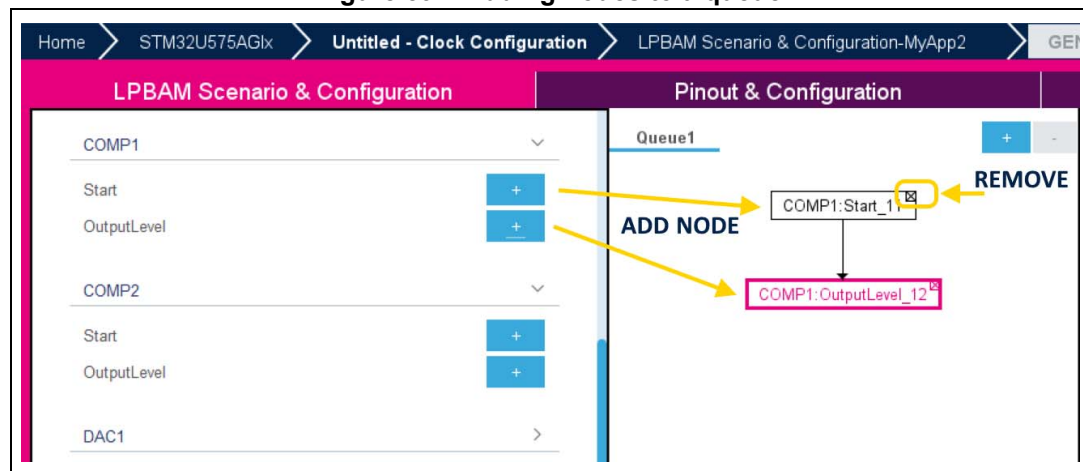 Home STM32U575AGIx Untitled - Clock Configuration LPBAM Scenario & Configuration-MyApp2
LPBAM Scenario & Configuration Pinout & Configuration
COMP1
Start +
OutputLevel +
COMP2
Start +
OutputLevel +
DAC1
Queue1 + -
REMOVE
COMP1:Start_11
ADD NODE
COMP1:OutputLevel_12